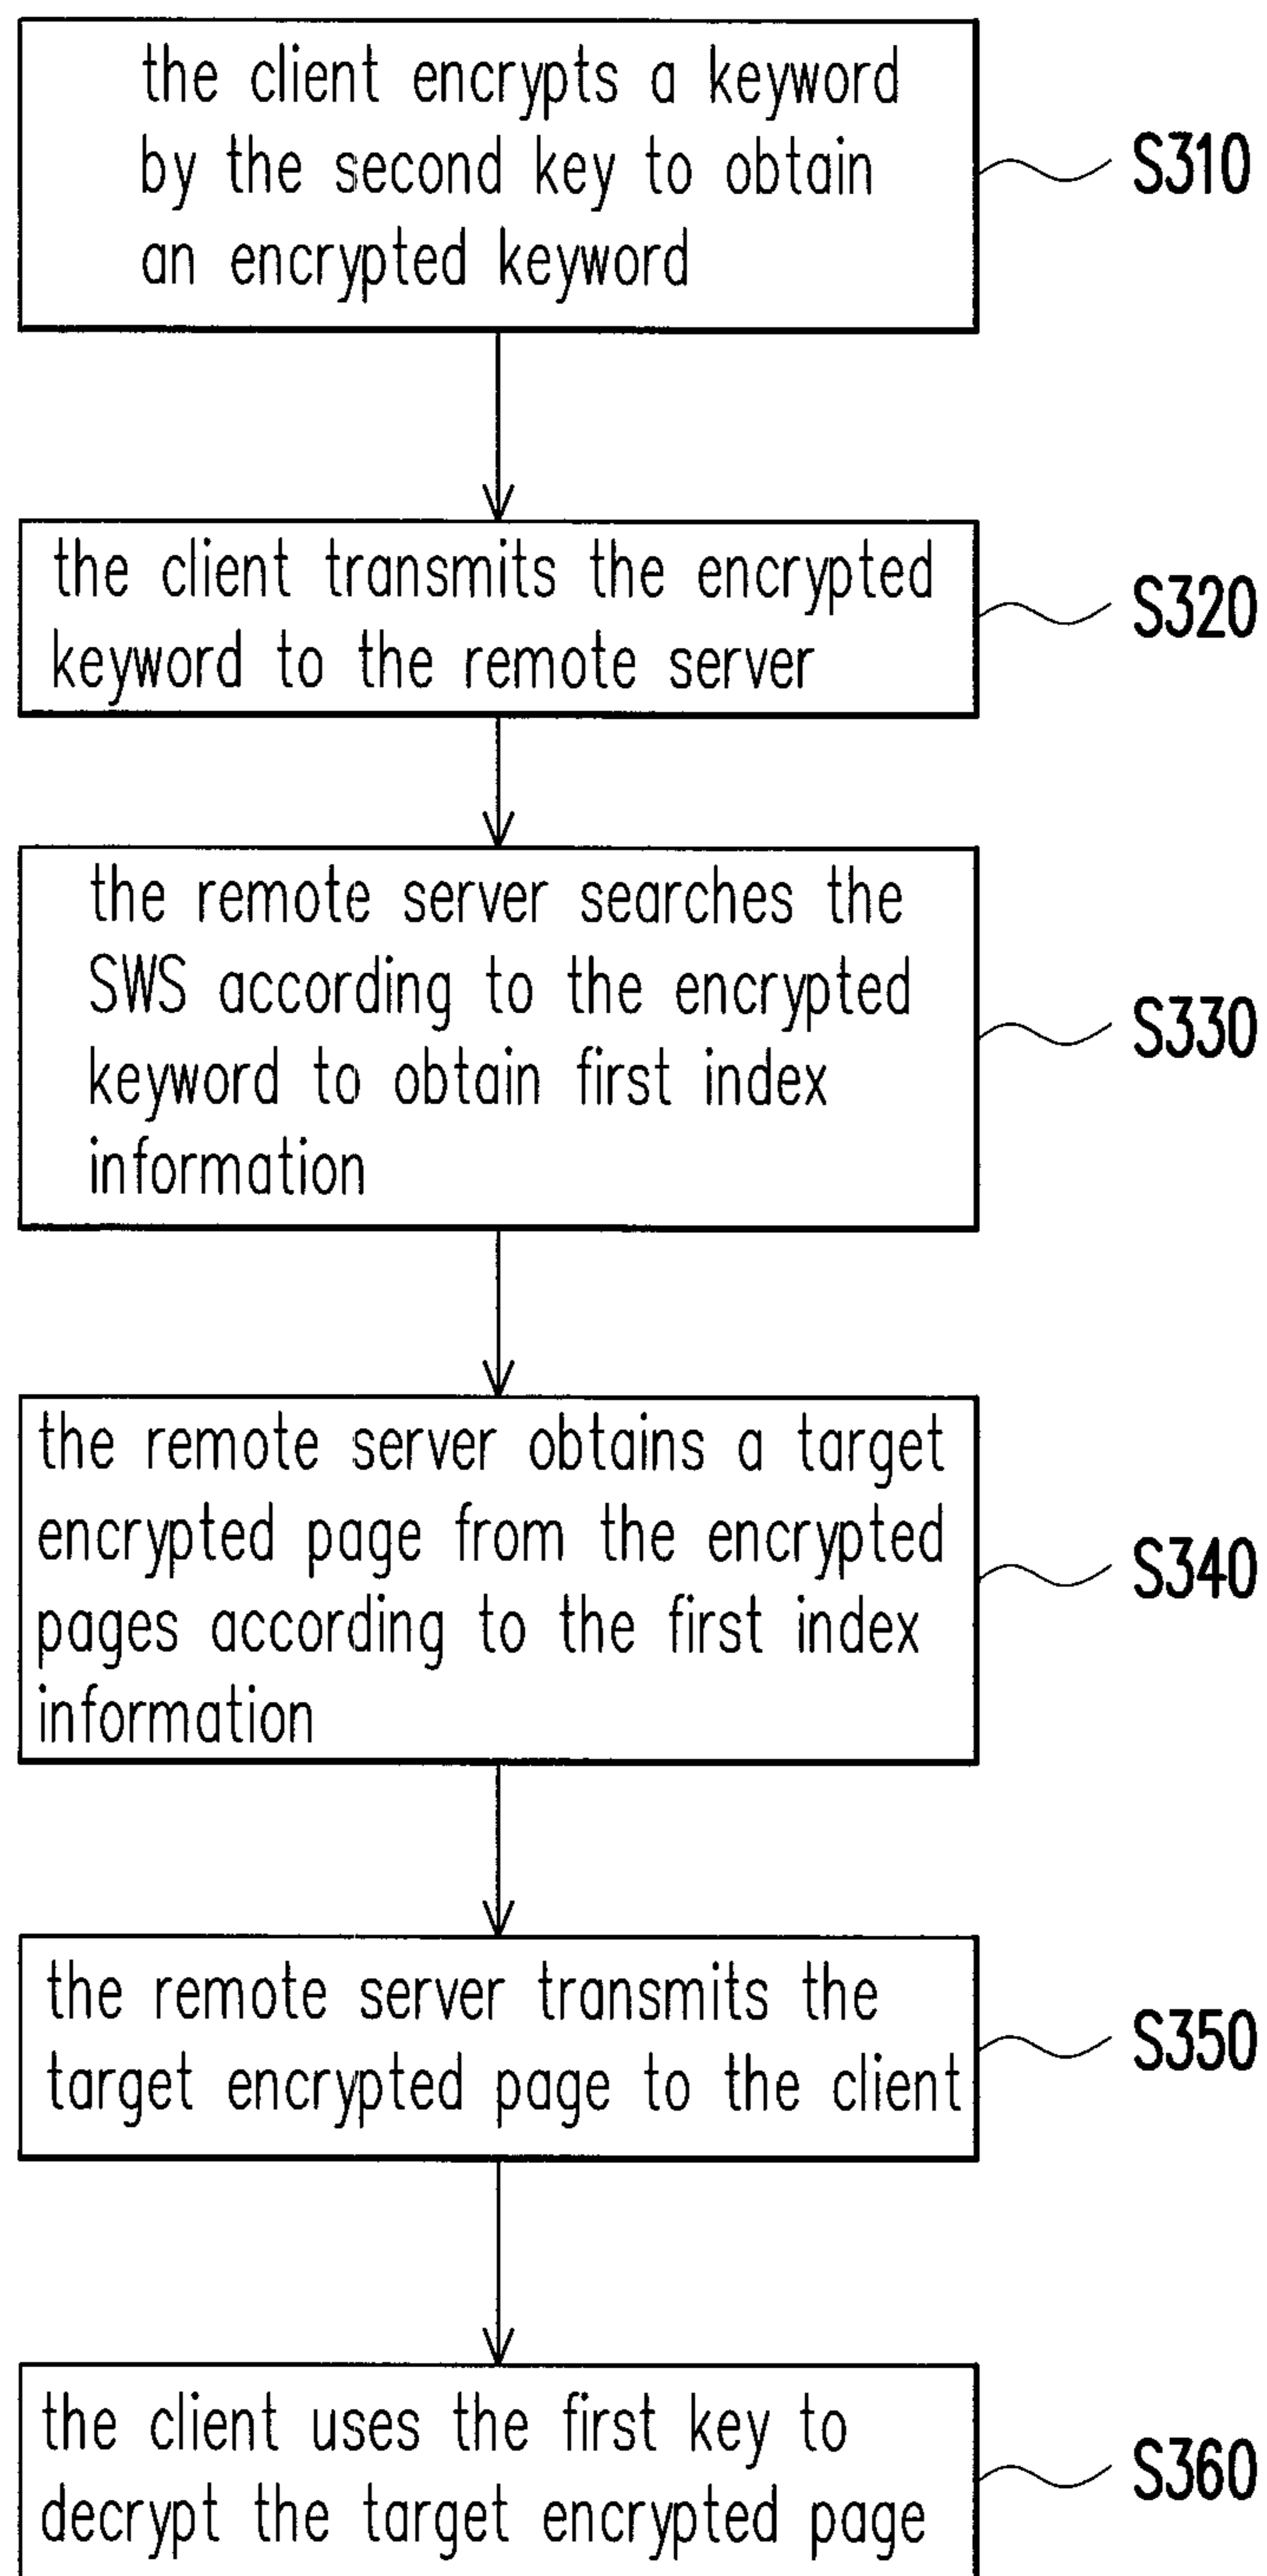 the client encrypts a keyword
by the second key to obtain
an encrypted keyword
S310
the client transmits the encrypted
keyword to the remote server
S320
the remote server searches the
SWS according to the encrypted
keyword to obtain first index
information
S330
the remote server obtains a target
encrypted page from the encrypted
pages according to the first index
information
S340
the remote server transmits the
target encrypted page to the client
S350
the client uses the first key to
decrypt the target encrypted page
S360